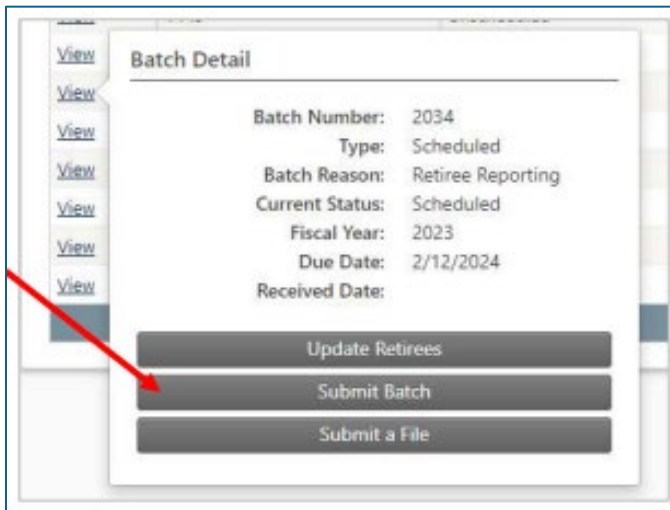 View
View
View
View
View
View
View
Batch Detail
Batch Number: 2034
Type: Scheduled
Batch Reason: Retiree Reporting
Current Status: Scheduled
Fiscal Year: 2023
Due Date: 2/12/2024
Received Date:
Update Retirees
Submit Batch
Submit a File